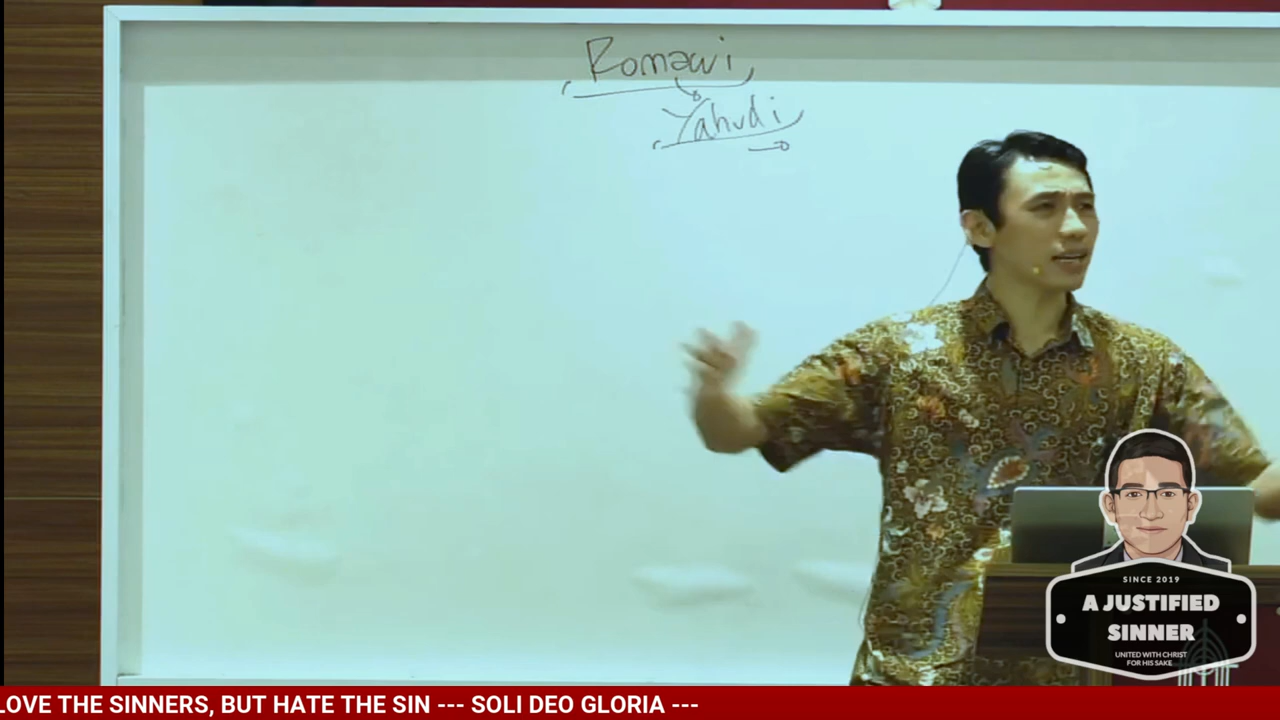 Romawi
Yahudi
SINCE 2019
A JUSTIFIED
SINNER
UNITED WITH CHRIST
FOR HIS SAKE
LOVE THE SINNERS, BUT HATE THE SIN --- SOLI DEO GLORIA ---